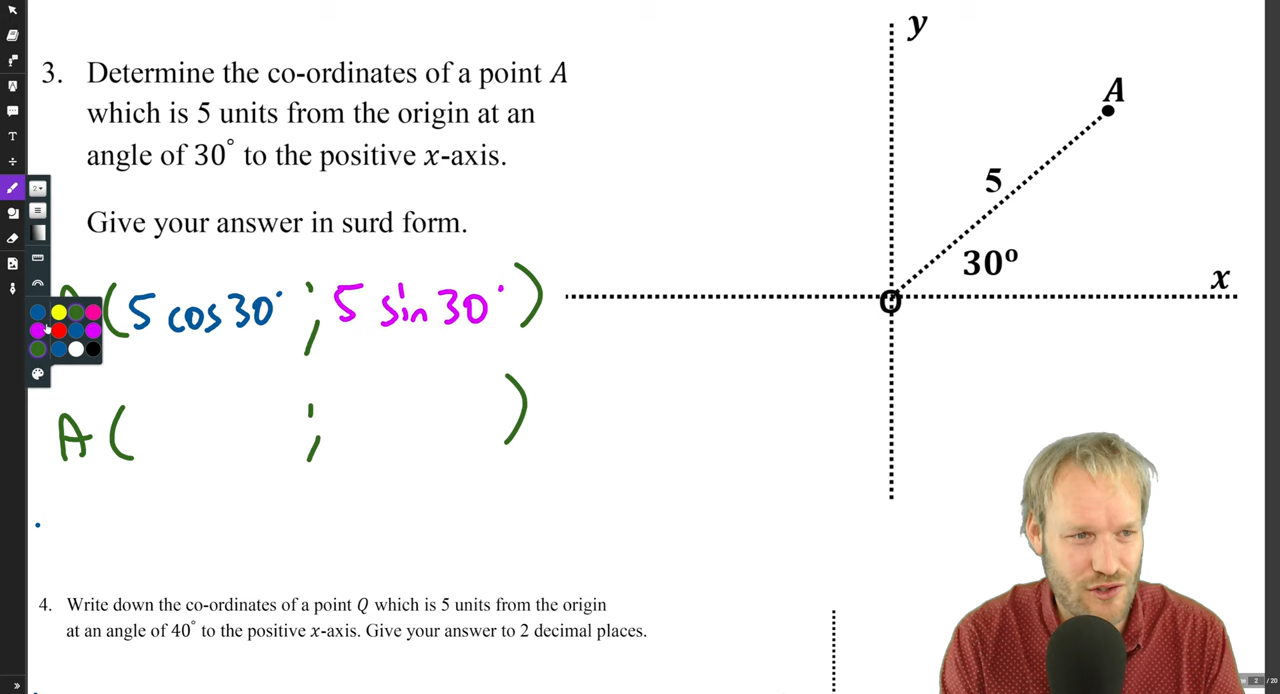 y
3. Determine the co-ordinates of a point A
which is 5 units from the origin at an
angle of 30° to the positive x-axis.
Give your answer in surd form.
A
5
30°
x
O
(5 cos 30° ; 5 sin 30°)
A ( ; )
4. Write down the co-ordinates of a point Q which is 5 units from the origin
at an angle of 40° to the positive x-axis. Give your answer to 2 decimal places.
T
2
2 / 20